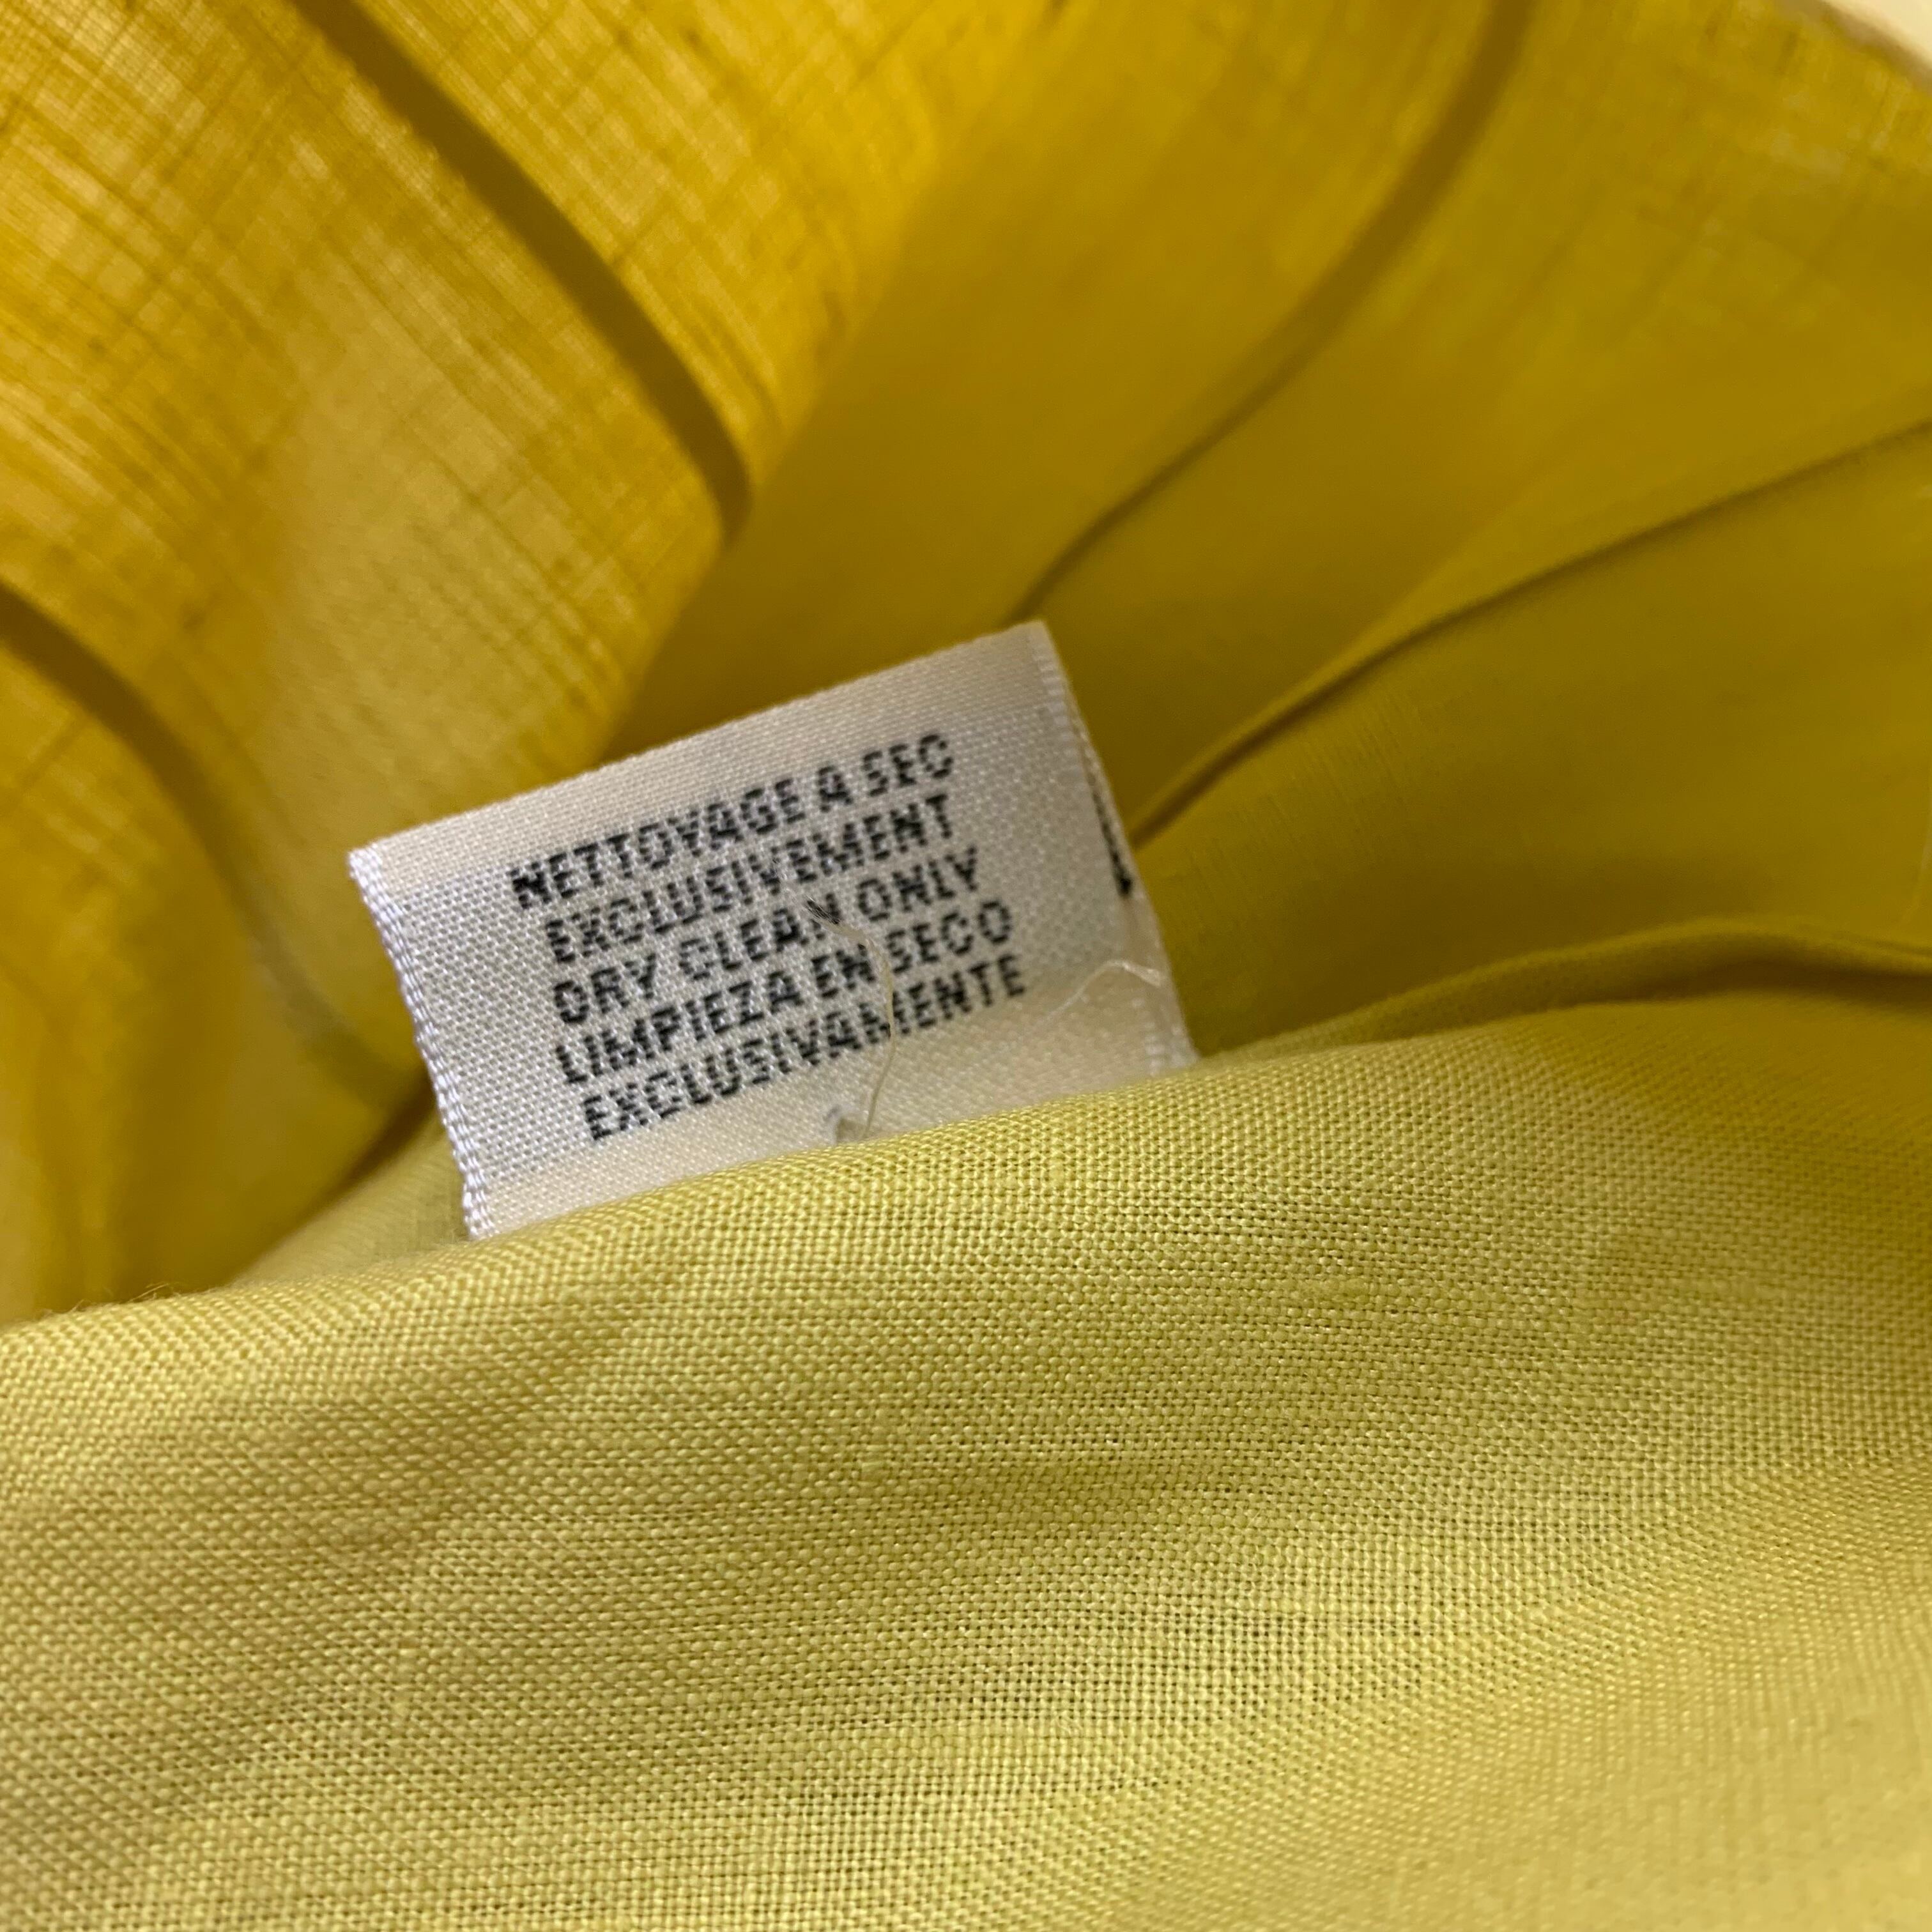 NETTOYAGE A SEC
EXCLUSIVEMENT
DRY CLEAN ONLY
LIMPIEZA EN SECO
EXCLUSIVAMENTE